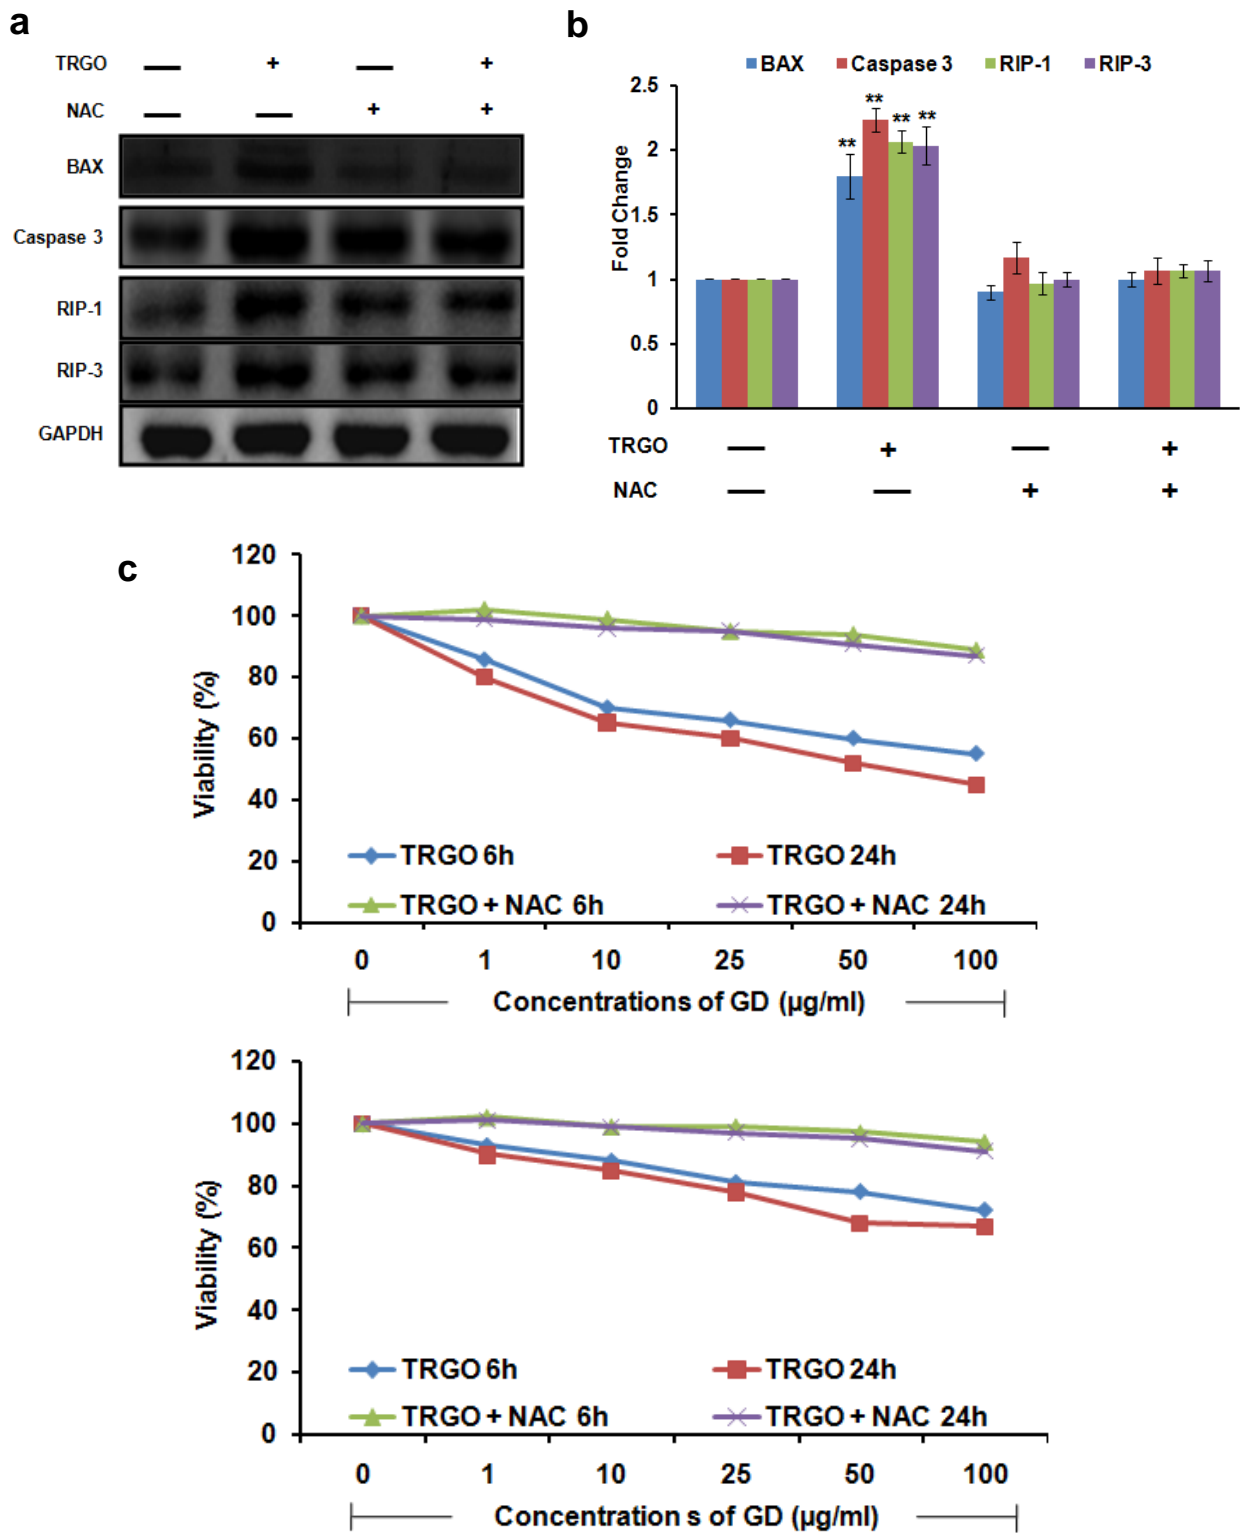 a
TRGO — + — +
NAC — — + +
BAX
Caspase 3
RIP-1
RIP-3
GAPDH
b
BAX Caspase 3 RIP-1 RIP-3
2.5
2
1.5
1
0.5
0
Fold Change
** ** ** **
TRGO — + — +
NAC — — + +
c
120
100
80
60
40
20
0
Viability (%)
TRGO 6h TRGO 24h
TRGO + NAC 6h TRGO + NAC 24h
0 1 10 25 50 100
Concentrations of GD (µg/ml)
120
100
80
60
40
20
0
Viability (%)
TRGO 6h TRGO 24h
TRGO + NAC 6h TRGO + NAC 24h
0 1 10 25 50 100
Concentration s of GD (µg/ml)